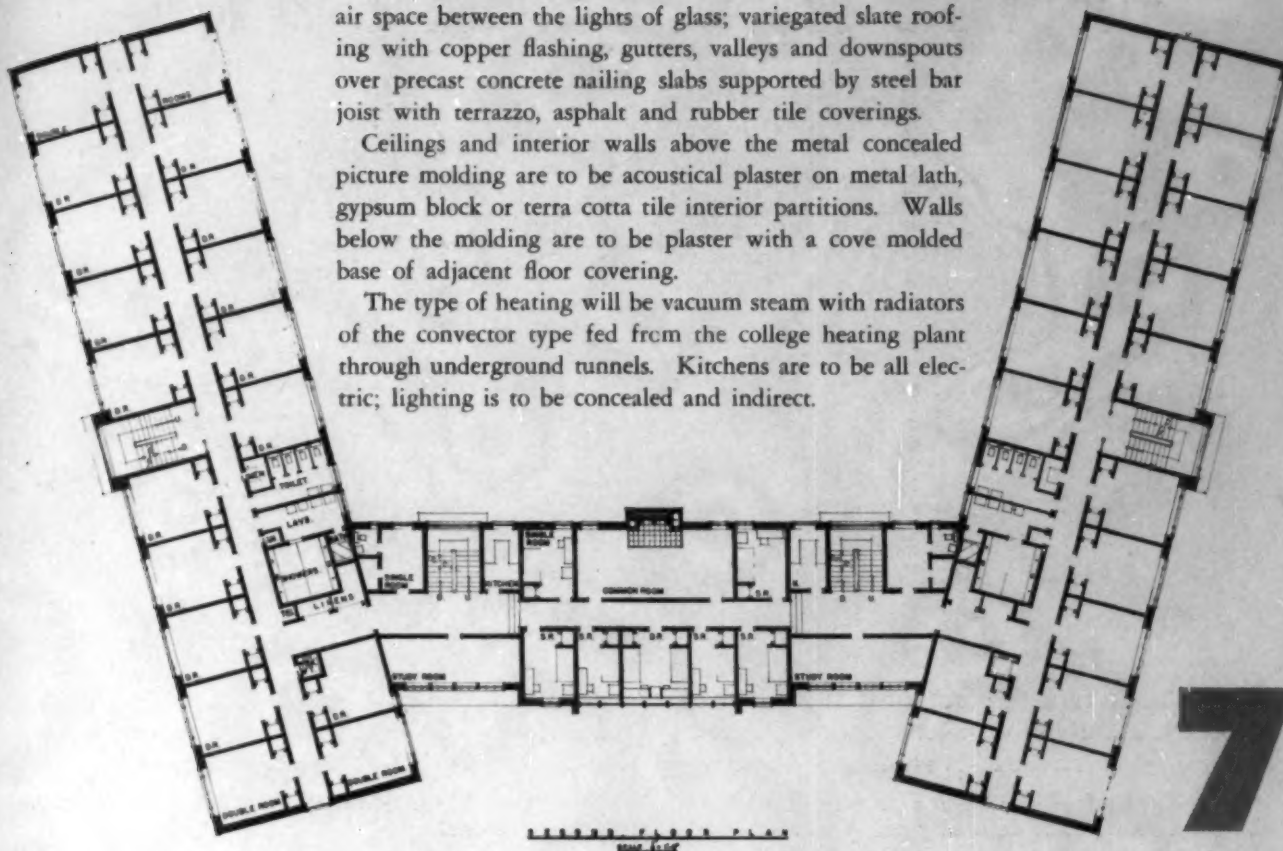 air space between the lights of glass; variegated slate roof-
ing with copper flashing, gutters, valleys and downspouts
over precast concrete nailing slabs supported by steel bar
joist with terrazzo, asphalt and rubber tile coverings.
Ceilings and interior walls above the metal concealed
picture molding are to be acoustical plaster on metal lath,
gypsum block or terra cotta tile interior partitions. Walls
below the molding are to be plaster with a cove molded
base of adjacent floor covering.
The type of heating will be vacuum steam with radiators
of the convector type fed from the college heating plant
through underground tunnels. Kitchens are to be all elec-
tric; lighting is to be concealed and indirect.
DOUBLE
ROOMS
D.R.
D.R.
D.R.
D.R.
D.R.
D.R.
D.R.
D.R.
D.R.
D.R.
LINEN
TOILET
LAVS.
D.R.
SHOWERS
LINENS
TEL.
D.R.
D.R.
D.R.
D.R.
D.R.
DOUBLE ROOM
DOUBLE ROOM
SINGLE ROOM
D U
KITCHEN
SINGLE ROOM
COMMON ROOM
S.R.
K.
D U
STUDY ROOM
S.R.
S.R.
D.R.
S.R.
S.R.
STUDY ROOM
7
SECOND FLOOR PLAN